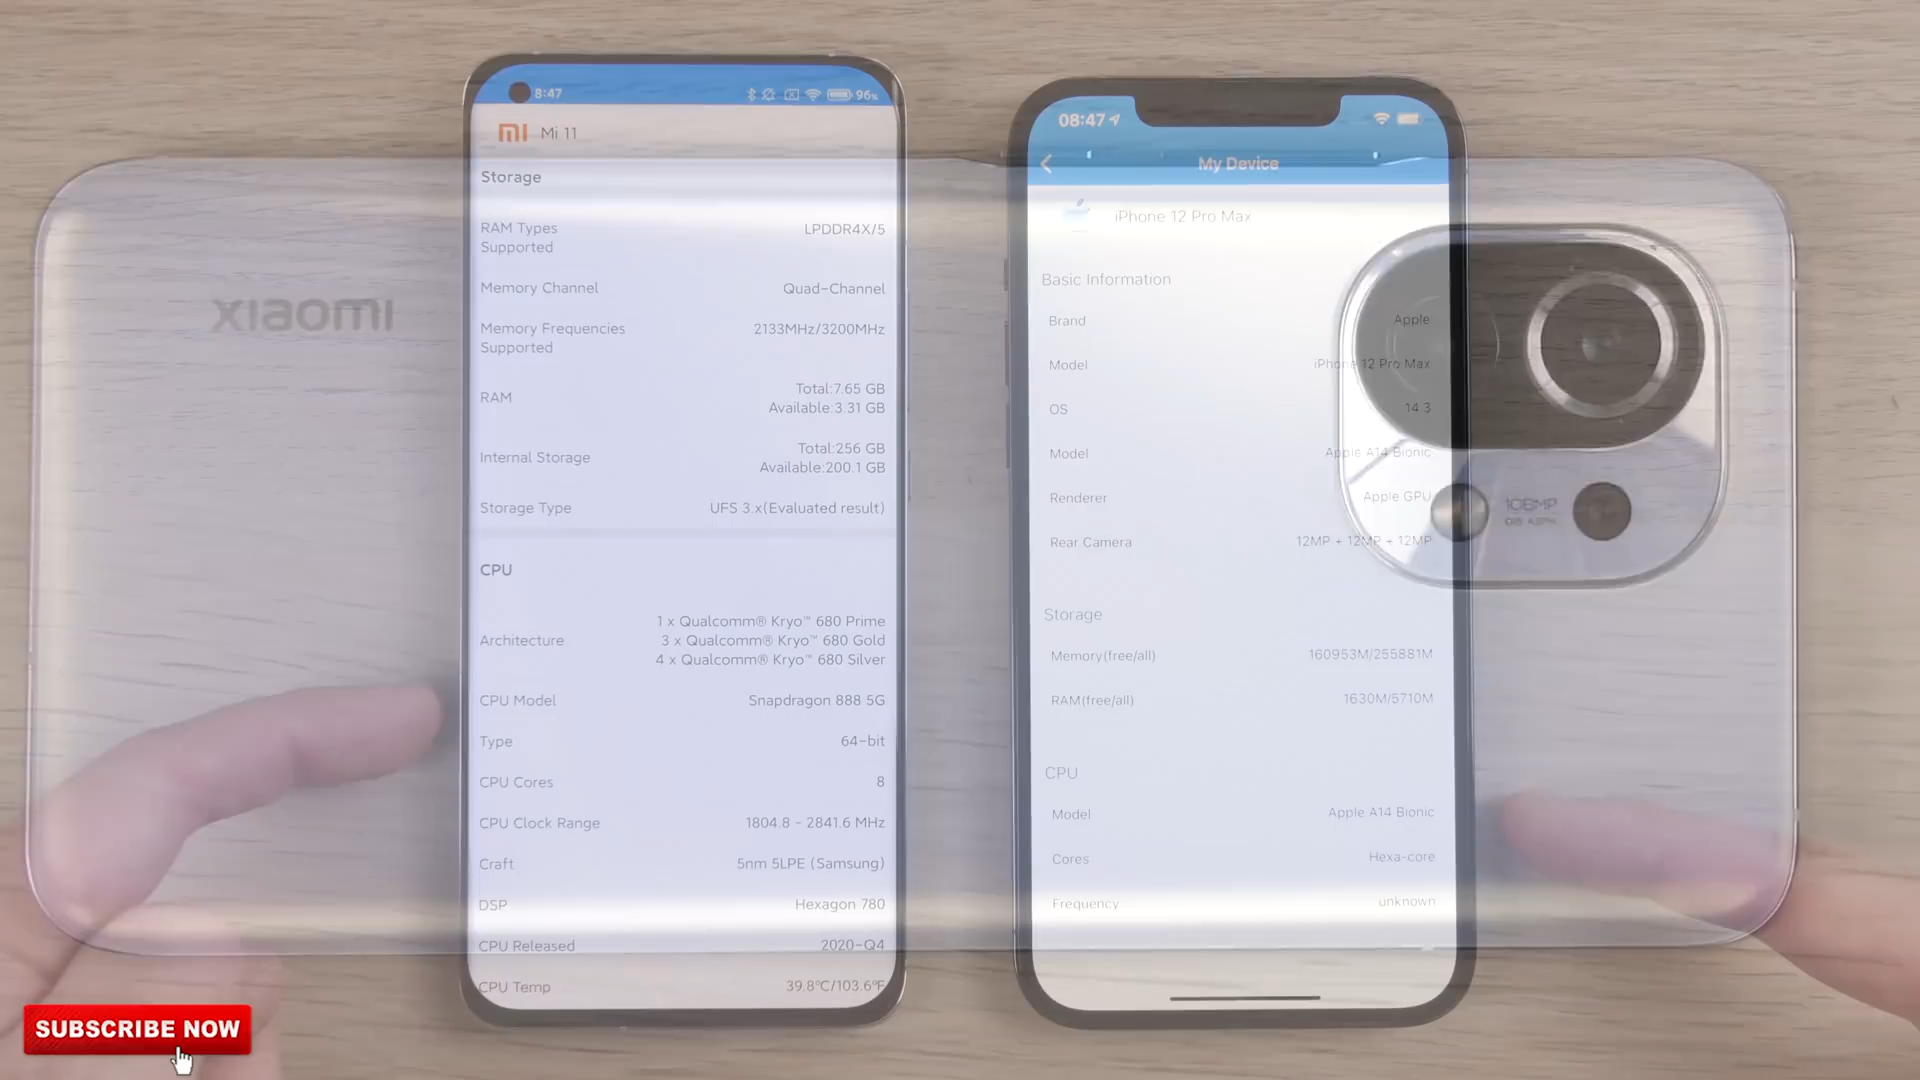 8:47
96%
mi Mi 11
Storage
RAM Types Supported LPDDR4X/5
Memory Channel Quad-Channel
Memory Frequencies Supported 2133MHz/3200MHz
RAM Total:7.65 GB
Available:3.31 GB
Internal Storage Total:256 GB
Available:200.1 GB
Storage Type UFS 3.x(Evaluated result)
CPU
Architecture 1 x Qualcomm® Kryo™ 680 Prime
3 x Qualcomm® Kryo™ 680 Gold
4 x Qualcomm® Kryo™ 680 Silver
CPU Model Snapdragon 888 5G
Type 64-bit
CPU Cores 8
CPU Clock Range 1804.8 - 2841.6 MHz
Craft 5nm 5LPE (Samsung)
DSP Hexagon 780
CPU Released 2020-Q4
CPU Temp 39.8°C/103.6°F
08:47
My Device
iPhone 12 Pro Max
Basic Information
Brand Apple
Model iPhone 12 Pro Max
OS 14.3
Model Apple A14 Bionic
Renderer Apple GPU
Rear Camera 12MP + 12MP + 12MP
Storage
Memory(free/all) 160953M/255881M
RAM(free/all) 1630M/5710M
CPU
Model Apple A14 Bionic
Cores Hexa-core
Frequency unknown
xiaomi
108MP
SUBSCRIBE NOW